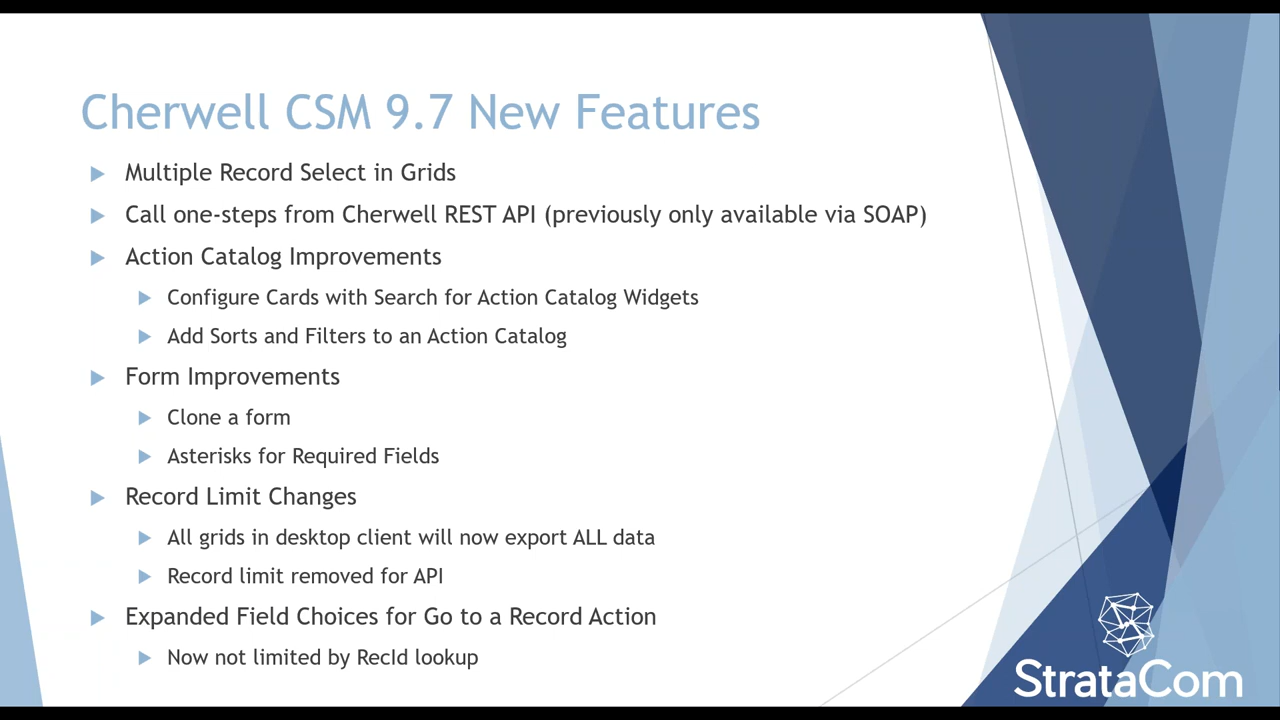 Cherwell CSM 9.7 New Features
Multiple Record Select in Grids
Call one-steps from Cherwell REST API (previously only available via SOAP)
Action Catalog Improvements
Configure Cards with Search for Action Catalog Widgets
Add Sorts and Filters to an Action Catalog
Form Improvements
Clone a form
Asterisks for Required Fields
Record Limit Changes
All grids in desktop client will now export ALL data
Record limit removed for API
Expanded Field Choices for Go to a Record Action
Now not limited by RecId lookup
StrataCom